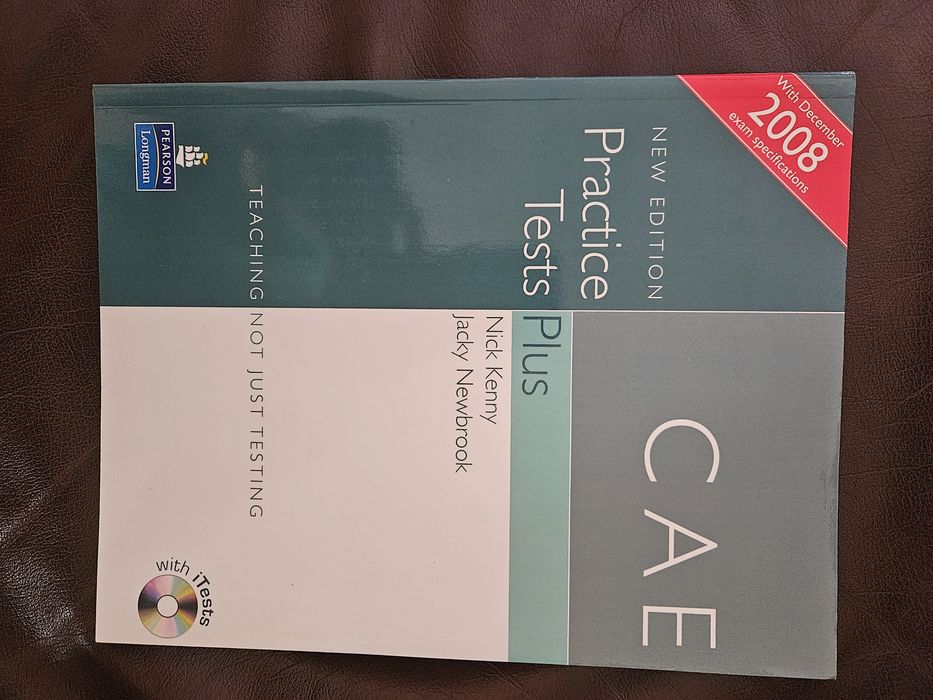 With December
2008
exam specifications
NEW EDITION
Practice
Tests Plus
CAE
Nick Kenny
Jacky Newbrook
TEACHING NOT JUST TESTING
PEARSON
Longman
with iTests